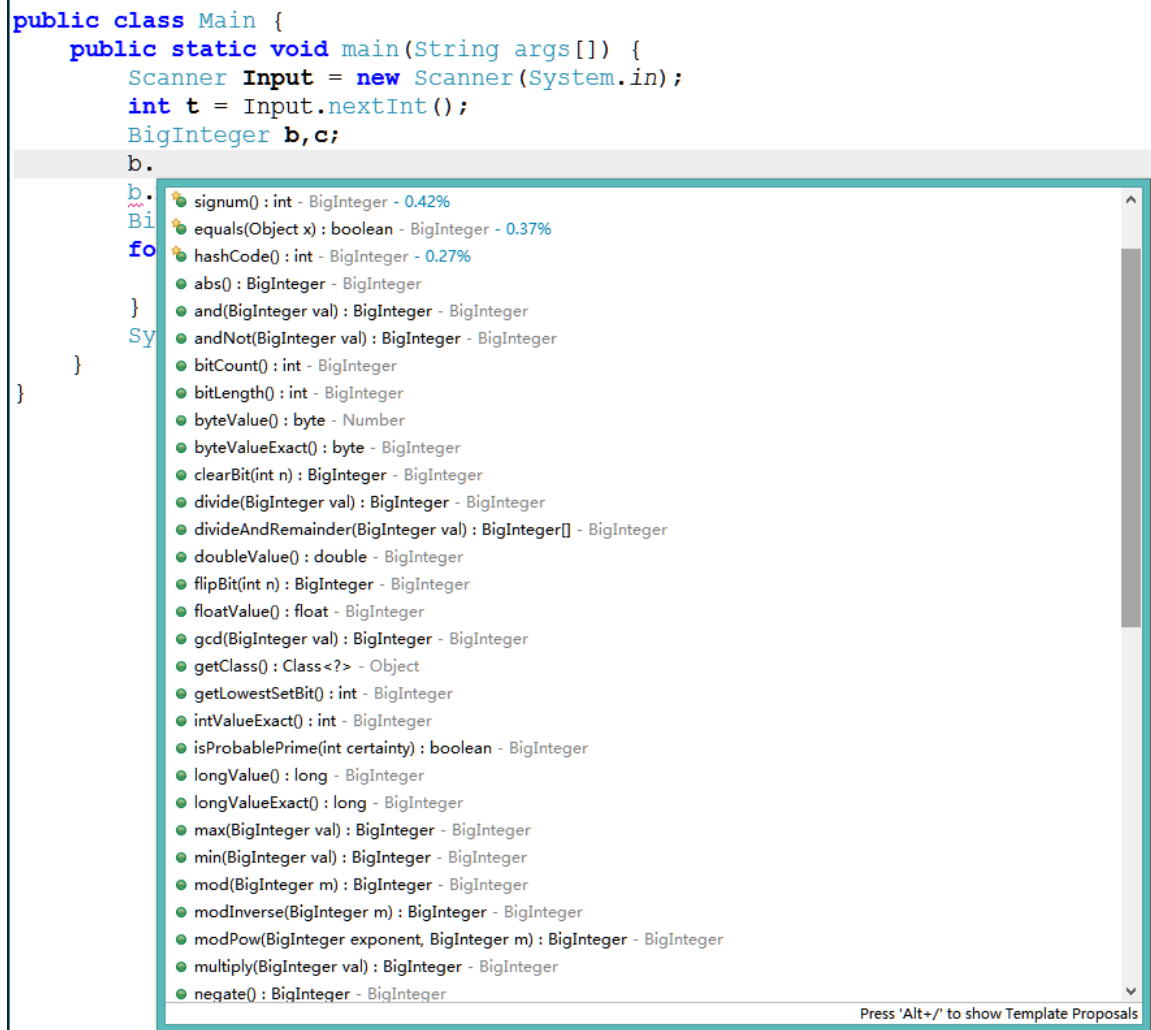 public class Main {
public static void main(String args[]) {
Scanner Input = new Scanner(System.in);
int t = Input.nextInt();
BigInteger b,c;
b.
b.
Bi
fo
}
Sy
}
}
signum() : int - BigInteger - 0.42%
equals(Object x) : boolean - BigInteger - 0.37%
hashCode() : int - BigInteger - 0.27%
abs() : BigInteger - BigInteger
and(BigInteger val) : BigInteger - BigInteger
andNot(BigInteger val) : BigInteger - BigInteger
bitCount() : int - BigInteger
bitLength() : int - BigInteger
byteValue() : byte - Number
byteValueExact() : byte - BigInteger
clearBit(int n) : BigInteger - BigInteger
divide(BigInteger val) : BigInteger - BigInteger
divideAndRemainder(BigInteger val) : BigInteger[] - BigInteger
doubleValue() : double - BigInteger
flipBit(int n) : BigInteger - BigInteger
floatValue() : float - BigInteger
gcd(BigInteger val) : BigInteger - BigInteger
getClass() : Class<?> - Object
getLowestSetBit() : int - BigInteger
intValueExact() : int - BigInteger
isProbablePrime(int certainty) : boolean - BigInteger
longValue() : long - BigInteger
longValueExact() : long - BigInteger
max(BigInteger val) : BigInteger - BigInteger
min(BigInteger val) : BigInteger - BigInteger
mod(BigInteger m) : BigInteger - BigInteger
modInverse(BigInteger m) : BigInteger - BigInteger
modPow(BigInteger exponent, BigInteger m) : BigInteger - BigInteger
multiply(BigInteger val) : BigInteger - BigInteger
negate() : BigInteger - BigInteger
Press 'Alt+/' to show Template Proposals